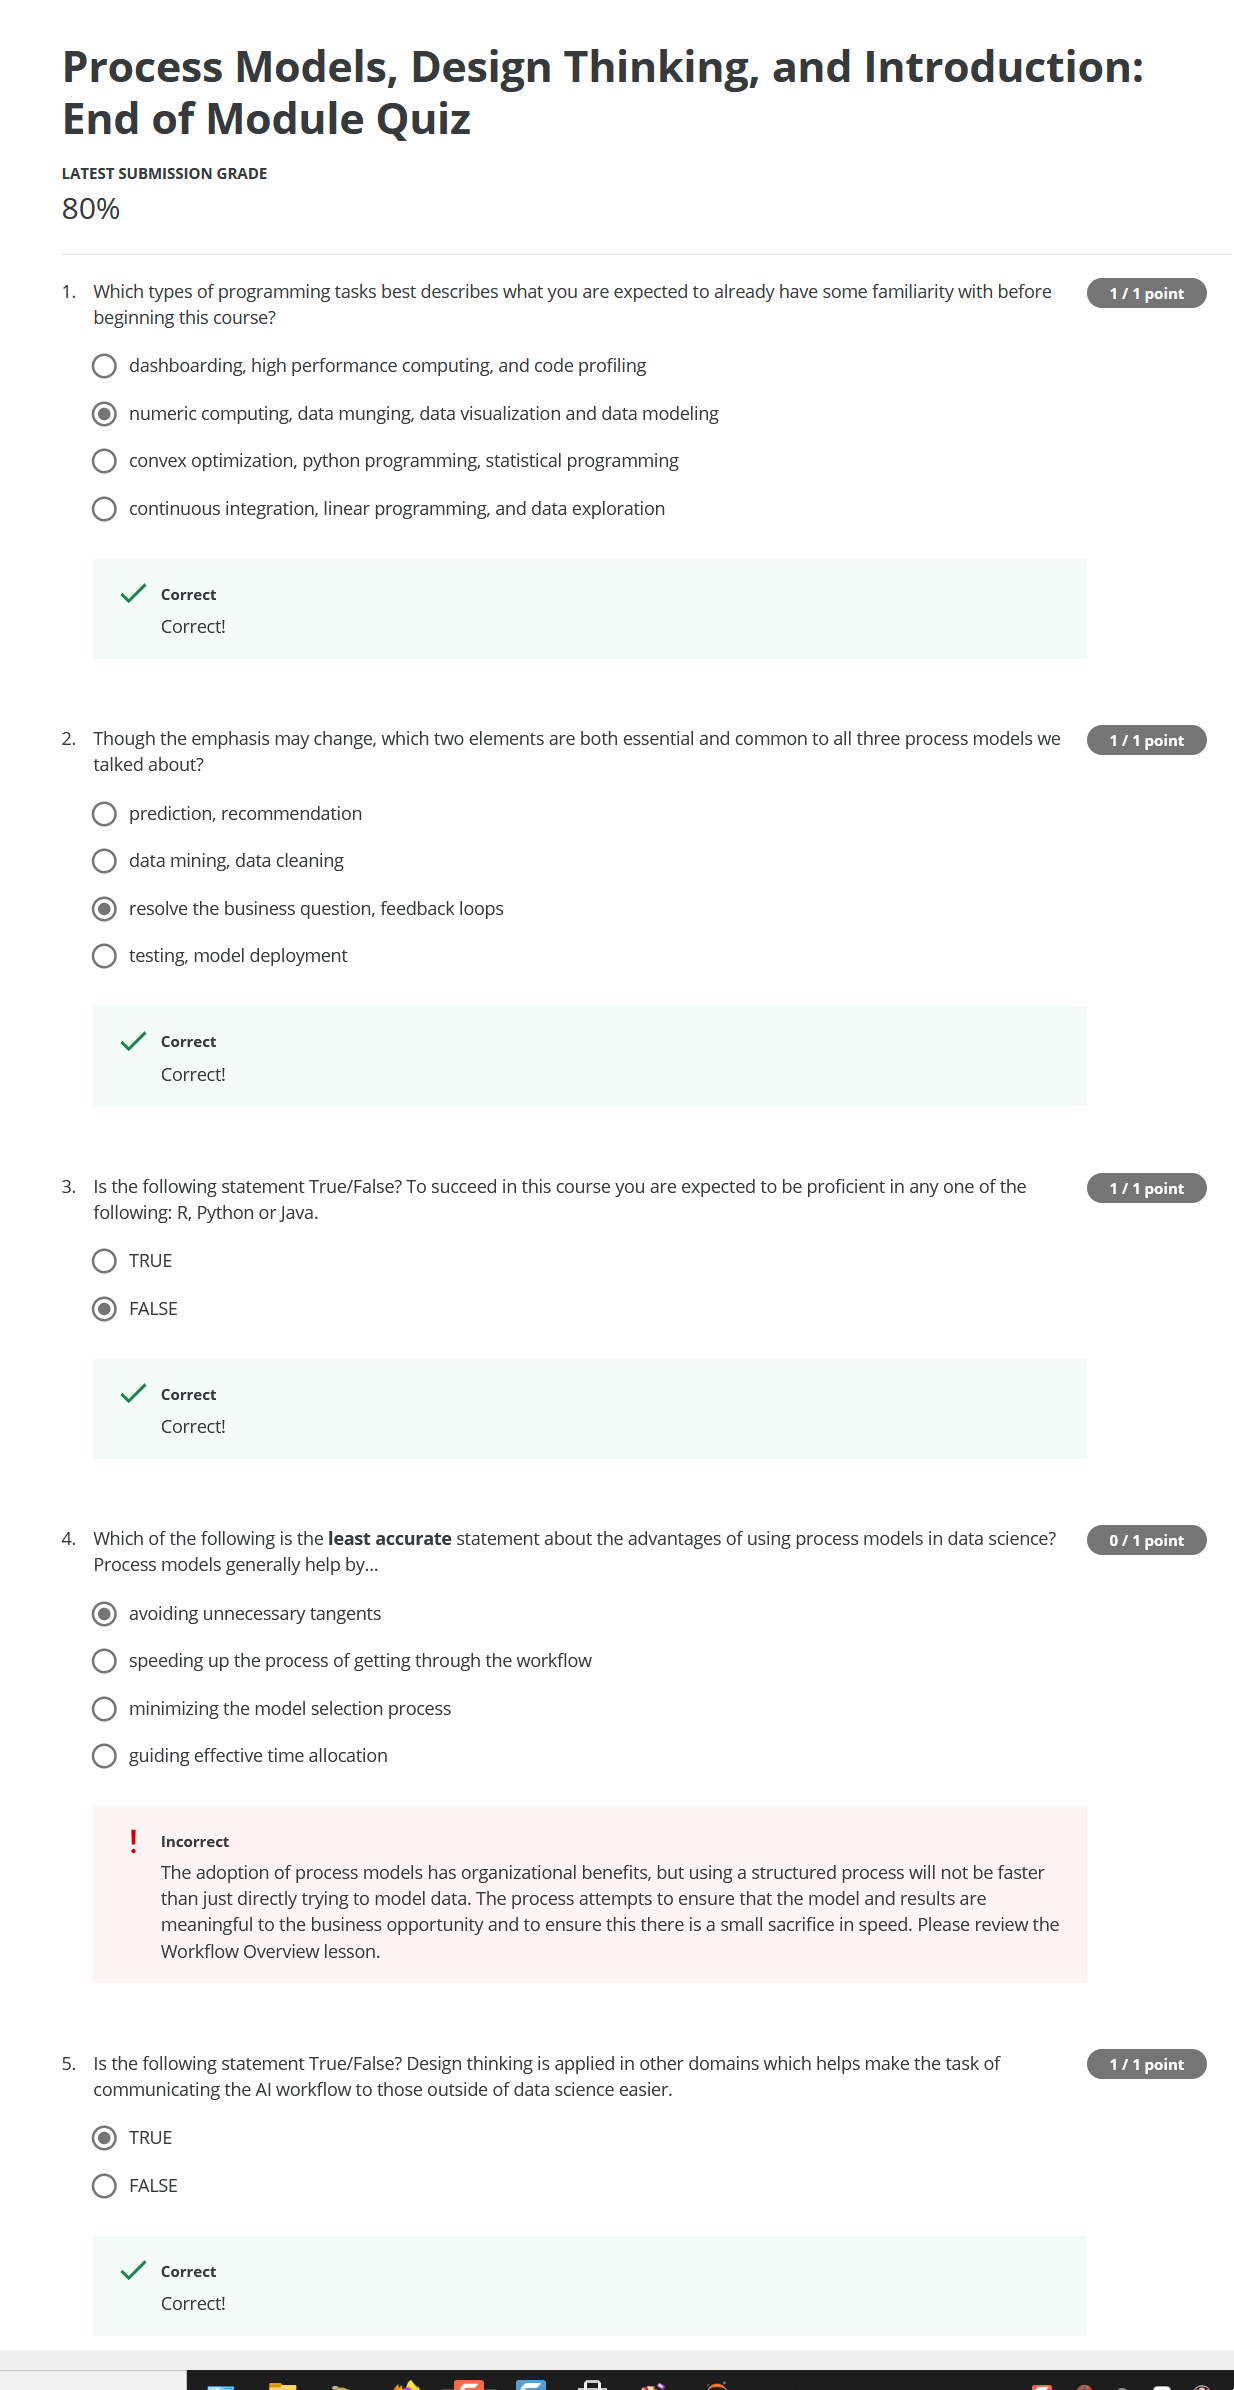 Process Models, Design Thinking, and Introduction:
End of Module Quiz
LATEST SUBMISSION GRADE
80%
1. Which types of programming tasks best describes what you are expected to already have some familiarity with before
beginning this course?
1 / 1 point
dashboarding, high performance computing, and code profiling
numeric computing, data munging, data visualization and data modeling
convex optimization, python programming, statistical programming
continuous integration, linear programming, and data exploration
Correct
Correct!
2. Though the emphasis may change, which two elements are both essential and common to all three process models we
talked about?
1 / 1 point
prediction, recommendation
data mining, data cleaning
resolve the business question, feedback loops
testing, model deployment
Correct
Correct!
3. Is the following statement True/False? To succeed in this course you are expected to be proficient in any one of the
following: R, Python or Java.
1 / 1 point
TRUE
FALSE
Correct
Correct!
4. Which of the following is the least accurate statement about the advantages of using process models in data science?
Process models generally help by...
0 / 1 point
avoiding unnecessary tangents
speeding up the process of getting through the workflow
minimizing the model selection process
guiding effective time allocation
Incorrect
The adoption of process models has organizational benefits, but using a structured process will not be faster
than just directly trying to model data. The process attempts to ensure that the model and results are
meaningful to the business opportunity and to ensure this there is a small sacrifice in speed. Please review the
Workflow Overview lesson.
5. Is the following statement True/False? Design thinking is applied in other domains which helps make the task of
communicating the AI workflow to those outside of data science easier.
1 / 1 point
TRUE
FALSE
Correct
Correct!